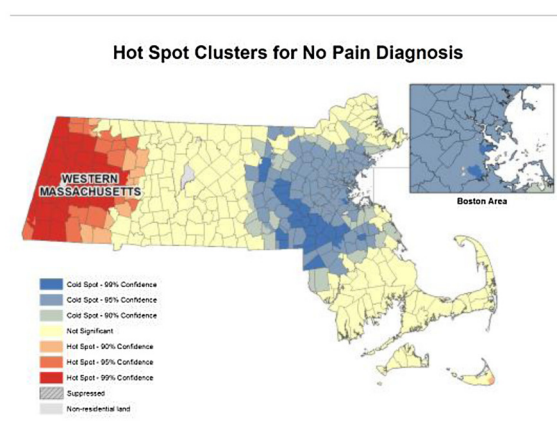 Hot Spot Clusters for No Pain Diagnosis
WESTERN
MASSACHUSETTS
Boston Area
Cold Spot - 99% Confidence
Cold Spot - 95% Confidence
Cold Spot - 90% Confidence
Not Significant
Hot Spot - 90% Confidence
Hot Spot - 95% Confidence
Hot Spot - 99% Confidence
Suppressed
Non-residential land